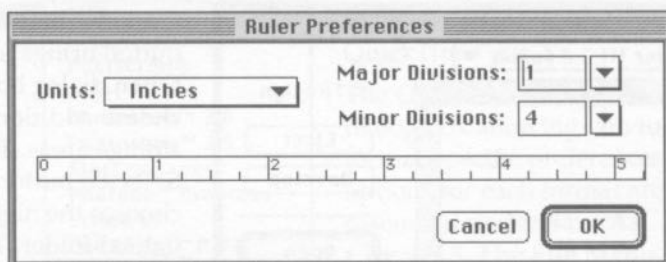 Ruler Preferences
Units: Inches
Major Divisions: 1
Minor Divisions: 4
0 1 2 3 4 5
Cancel OK